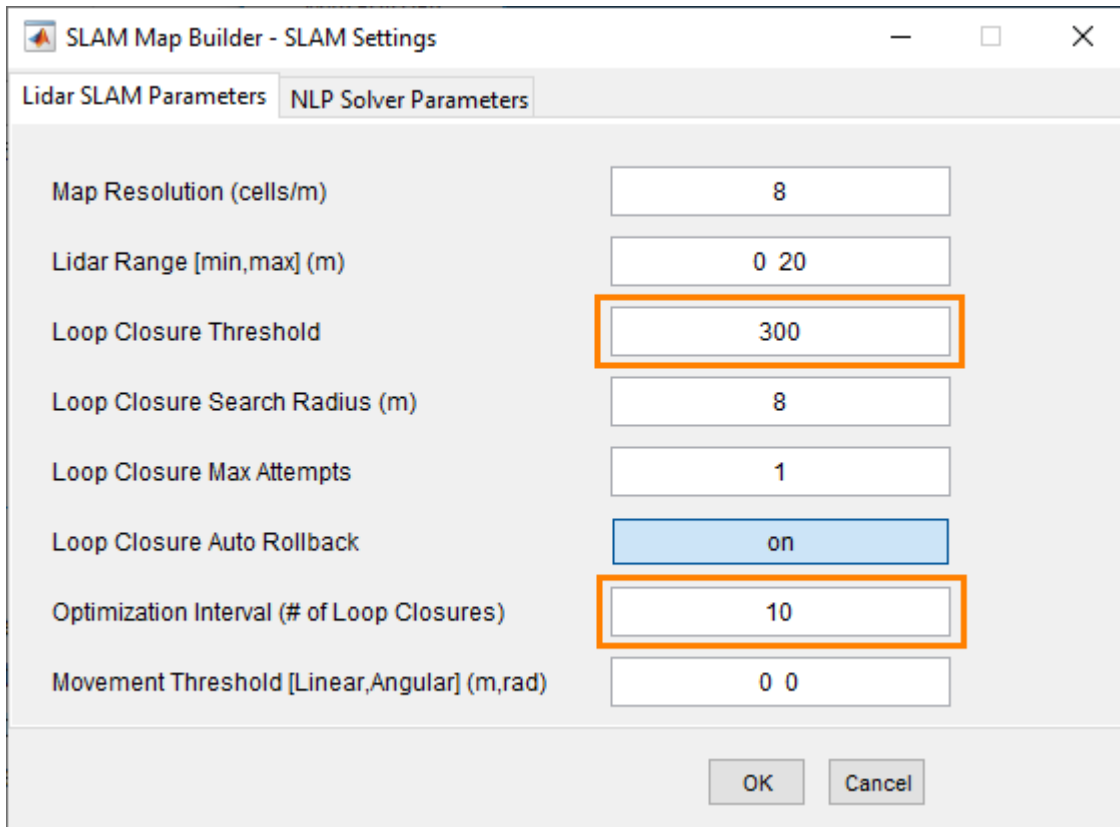 SLAM Map Builder - SLAM Settings
Lidar SLAM Parameters NLP Solver Parameters
Map Resolution (cells/m) 8
Lidar Range [min,max] (m) 0 20
Loop Closure Threshold 300
Loop Closure Search Radius (m) 8
Loop Closure Max Attempts 1
Loop Closure Auto Rollback on
Optimization Interval (# of Loop Closures) 10
Movement Threshold [Linear,Angular] (m,rad) 0 0
OK Cancel